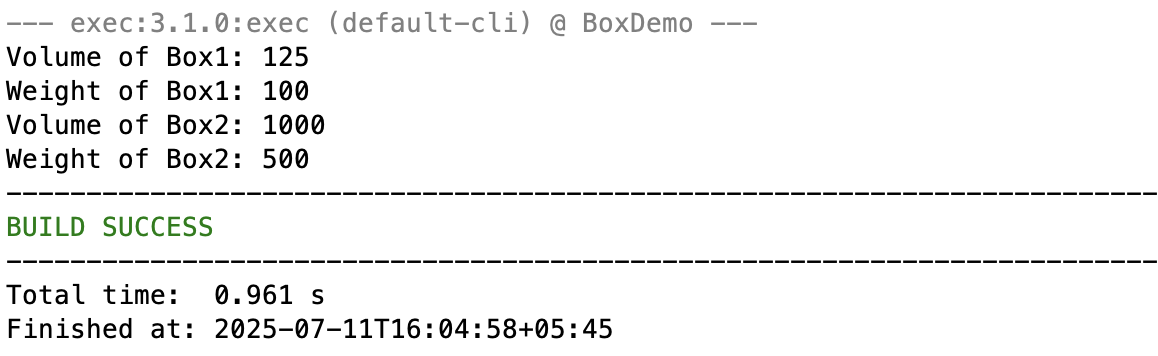 --- exec:3.1.0:exec (default-cli) @ BoxDemo ---
Volume of Box1: 125
Weight of Box1: 100
Volume of Box2: 1000
Weight of Box2: 500
------------------------------------------------------------------------
BUILD SUCCESS
------------------------------------------------------------------------
Total time:  0.961 s
Finished at: 2025-07-11T16:04:58+05:45